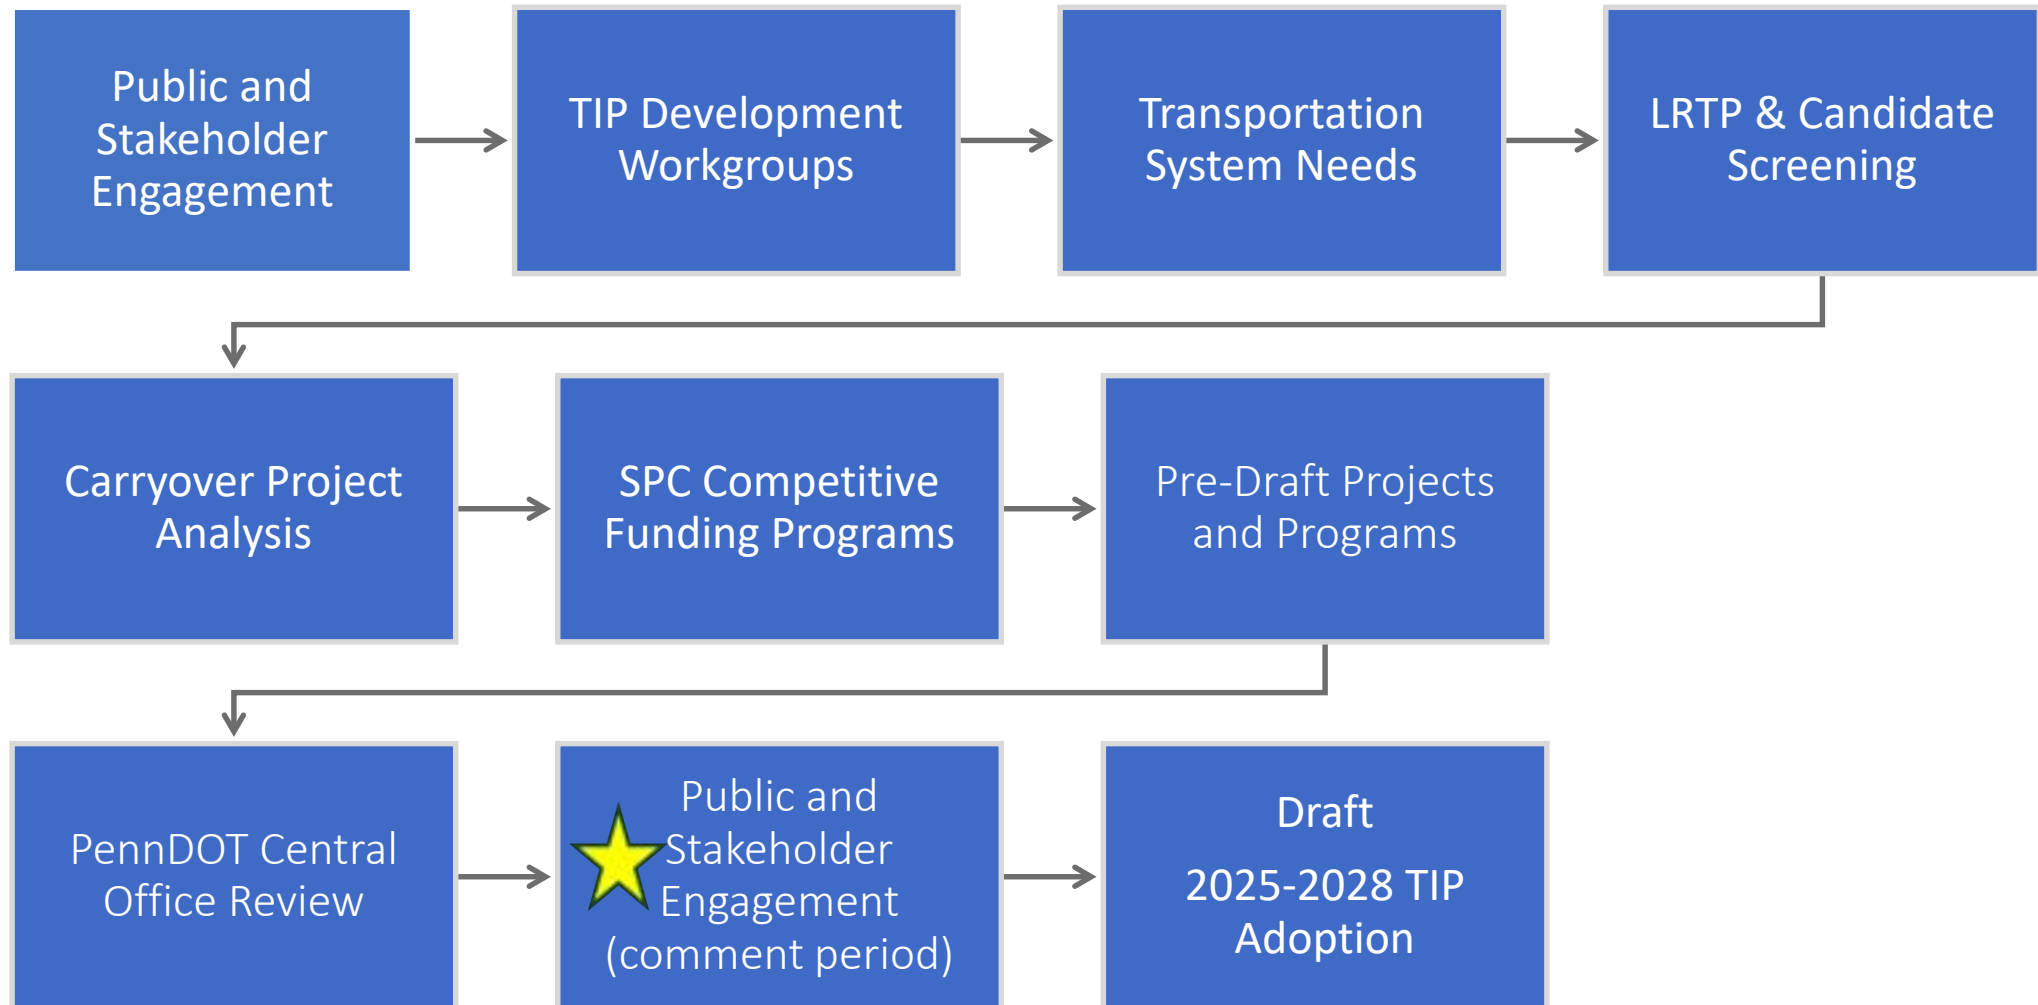 Public and
Stakeholder
Engagement
TIP Development
Workgroups
Transportation
System Needs
LRTP & Candidate
Screening
Carryover Project
Analysis
SPC Competitive
Funding Programs
Pre-Draft Projects
and Programs
PennDOT Central
Office Review
Public and
Stakeholder
Engagement
(comment period)
Draft
2025-2028 TIP
Adoption